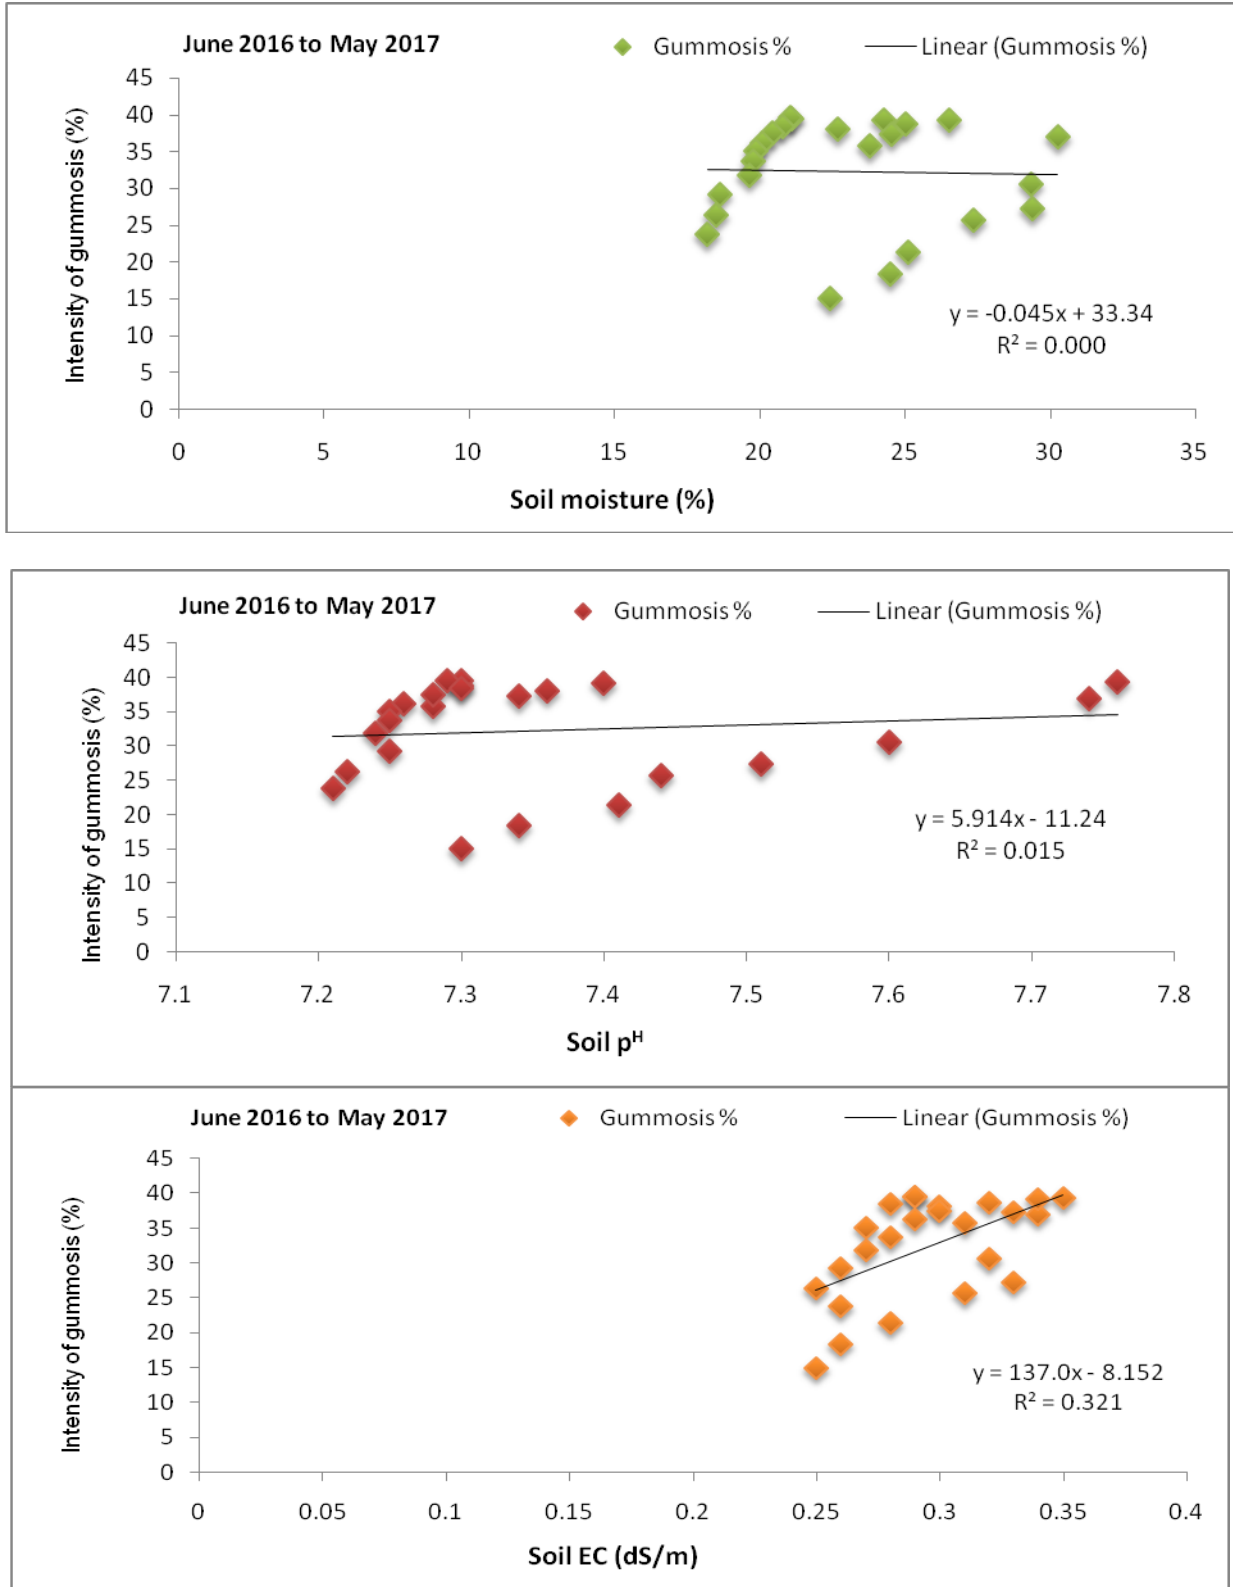 June 2016 to May 2017 Gummosis % Linear (Gummosis %)
Intensity of gummosis (%)
45
40
35
30
25
20
15
10
5
0
y = -0.045x + 33.34
R² = 0.000
0 5 10 15 20 25 30 35
Soil moisture (%)
June 2016 to May 2017 Gummosis % Linear (Gummosis %)
Intensity of gummosis (%)
45
40
35
30
25
20
15
10
5
0
y = 5.914x - 11.24
R² = 0.015
7.1 7.2 7.3 7.4 7.5 7.6 7.7 7.8
Soil pᴴ
June 2016 to May 2017 Gummosis % Linear (Gummosis %)
Intensity of gummosis (%)
45
40
35
30
25
20
15
10
5
0
y = 137.0x - 8.152
R² = 0.321
0 0.05 0.1 0.15 0.2 0.25 0.3 0.35 0.4
Soil EC (dS/m)